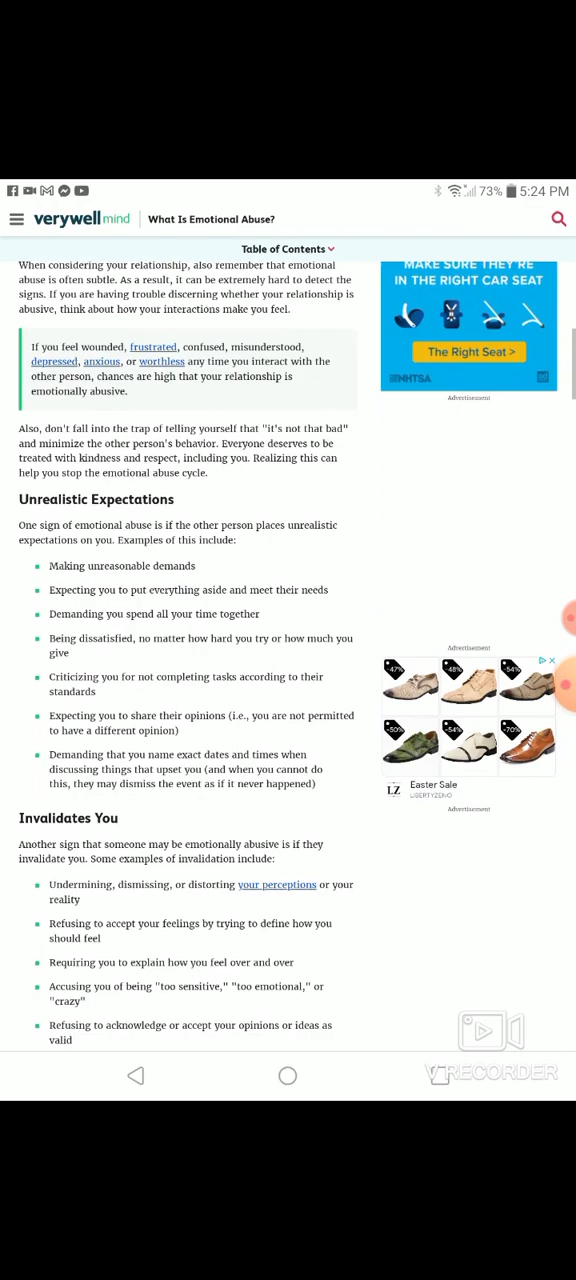 73% 5:24 PM
verywell mind What Is Emotional Abuse?
Table of Contents
When considering your relationship, also remember that emotional
abuse is often subtle. As a result, it can be extremely hard to detect the
signs. If you are having trouble discerning whether your relationship is
abusive, think about how your interactions make you feel.
If you feel wounded, frustrated, confused, misunderstood,
depressed, anxious, or worthless any time you interact with the
other person, chances are high that your relationship is
emotionally abusive.
Also, don't fall into the trap of telling yourself that "it's not that bad"
and minimize the other person's behavior. Everyone deserves to be
treated with kindness and respect, including you. Realizing this can
help you stop the emotional abuse cycle.
Unrealistic Expectations
One sign of emotional abuse is if the other person places unrealistic
expectations on you. Examples of this include:
Making unreasonable demands
Expecting you to put everything aside and meet their needs
Demanding you spend all your time together
Being dissatisfied, no matter how hard you try or how much you
give
Criticizing you for not completing tasks according to their
standards
Expecting you to share their opinions (i.e., you are not permitted
to have a different opinion)
Demanding that you name exact dates and times when
discussing things that upset you (and when you cannot do
this, they may dismiss the event as if it never happened)
Invalidates You
Another sign that someone may be emotionally abusive is if they
invalidate you. Some examples of invalidation include:
Undermining, dismissing, or distorting your perceptions or your
reality
Refusing to accept your feelings by trying to define how you
should feel
Requiring you to explain how you feel over and over
Accusing you of being "too sensitive," "too emotional," or
"crazy"
Refusing to acknowledge or accept your opinions or ideas as
valid
MAKE SURE THEY'RE
IN THE RIGHT CAR SEAT
The Right Seat >
NHTSA
Advertisement
Advertisement
-47% -48% -54%
-50% -54% -70%
LZ Easter Sale
LIBERTYZENO
Advertisement
V RECORDER